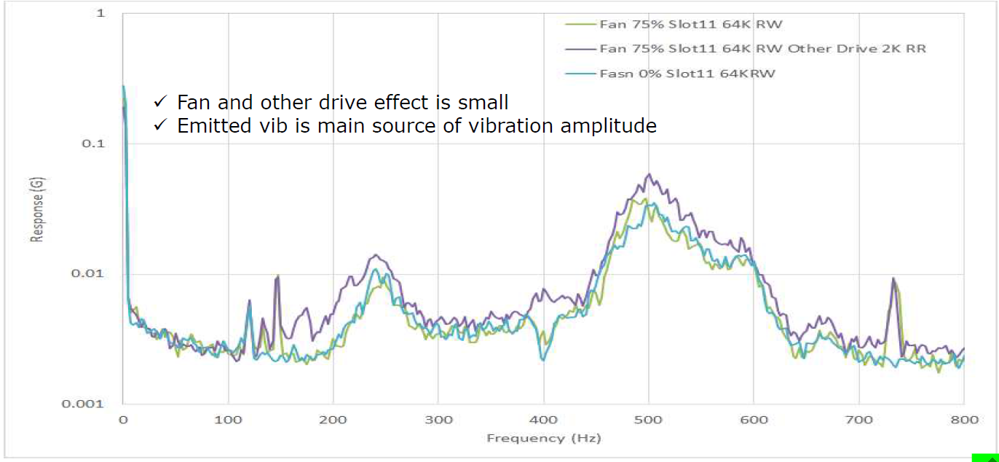 1
Fan 75% Slot11 64K RW
Fan 75% Slot11 64K RW Other Drive 2K RR
Fasn 0% Slot11 64KRW
✓ Fan and other drive effect is small
✓ Emitted vib is main source of vibration amplitude
0.1
Response (G)
0.01
0.001
0 100 200 300 400 500 600 700 800
Frequency (Hz)